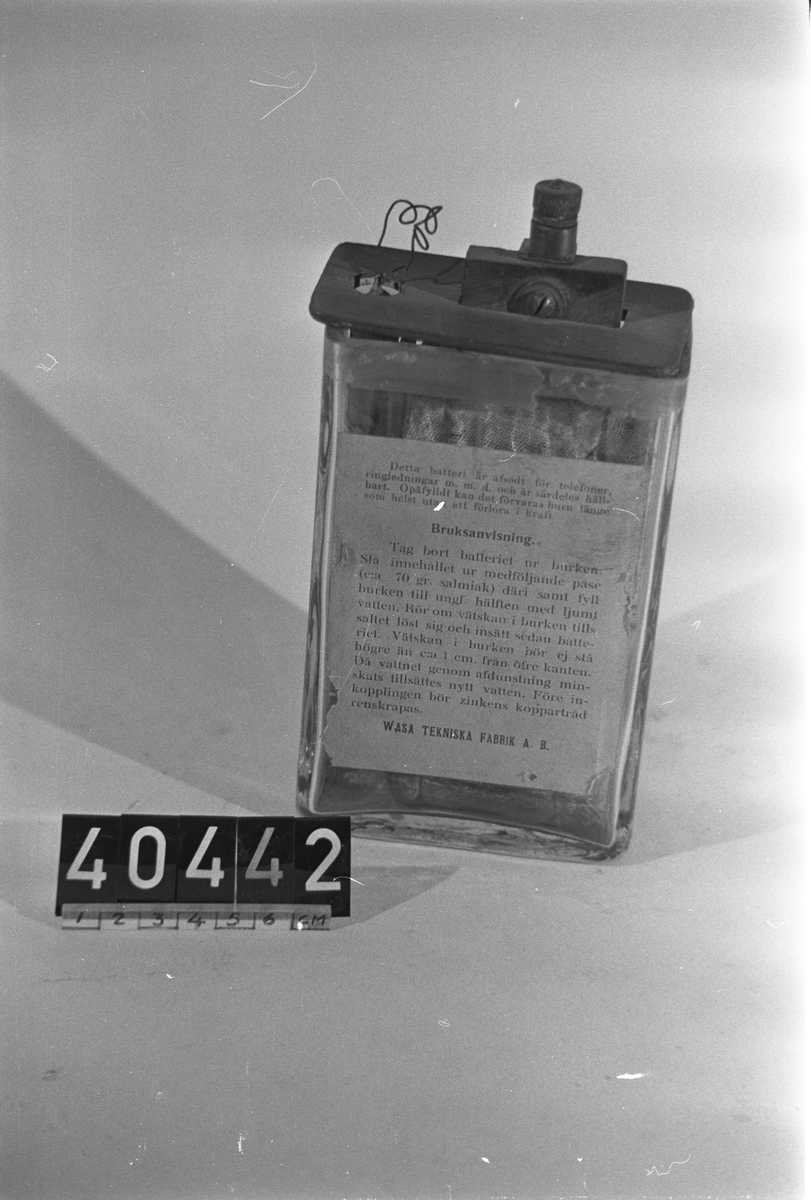 Detta batteri är afsedt för telefoner,
ringledningar m. m. d. och är särdeles håll-
bart. Opåfylldt kan det förvaras huru länge
som helst utan att förlora i kraft.
Bruksanvisning.
Tag bort batteriet ur burken.
Slå innehållet ur medföljande påse
(c:a 70 gr. salmiak) däri samt fyll
burken till ungf. hälften med ljumt
vatten. Rör om vätskan i burken tills
saltet löst sig och insätt sedan batte-
riet. Vätskan i burken bör ej stå
högre än c:a 1 cm. från öfre kanten.
Då vattnet genom afdunstning min-
skats tillsättes nytt vatten. Före in-
kopplingen bör zinkens koppartråd
renskrapas.
WASA TEKNISKA FABRIK A. B.
40442
1 2 3 4 5 6 CM